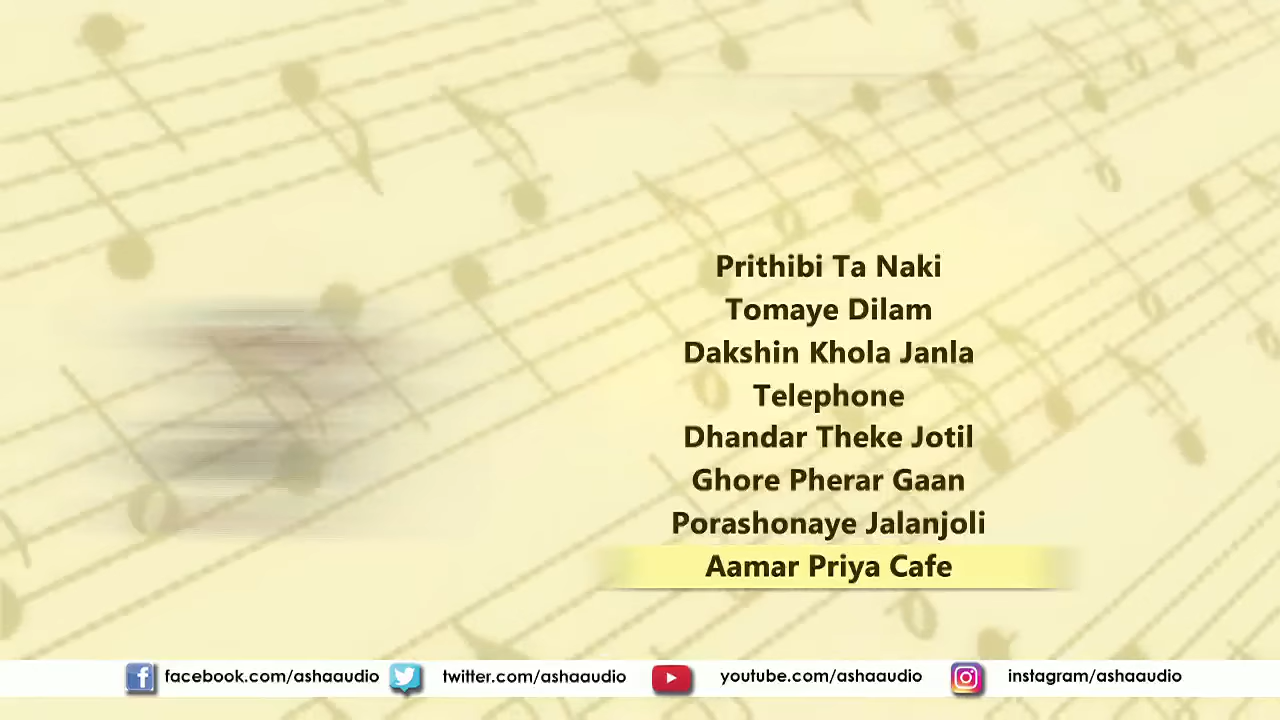 Prithibi Ta Naki
Tomaye Dilam
Dakshin Khola Janla
Telephone
Dhandar Theke Jotil
Ghore Pherar Gaan
Porashonaye Jalanjoli
Aamar Priya Cafe
facebook.com/ashaaudio twitter.com/ashaaudio youtube.com/ashaaudio instagram/ashaaudio